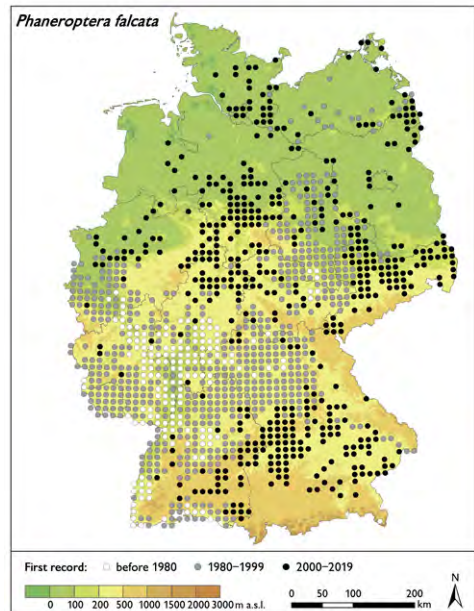 Phaneroptera falcata
First record: before 1980 1980–1999 2000–2019
0 100 200 500 1000 1500 2000 3000 m a.s.l.
0 50 100 200
km
N